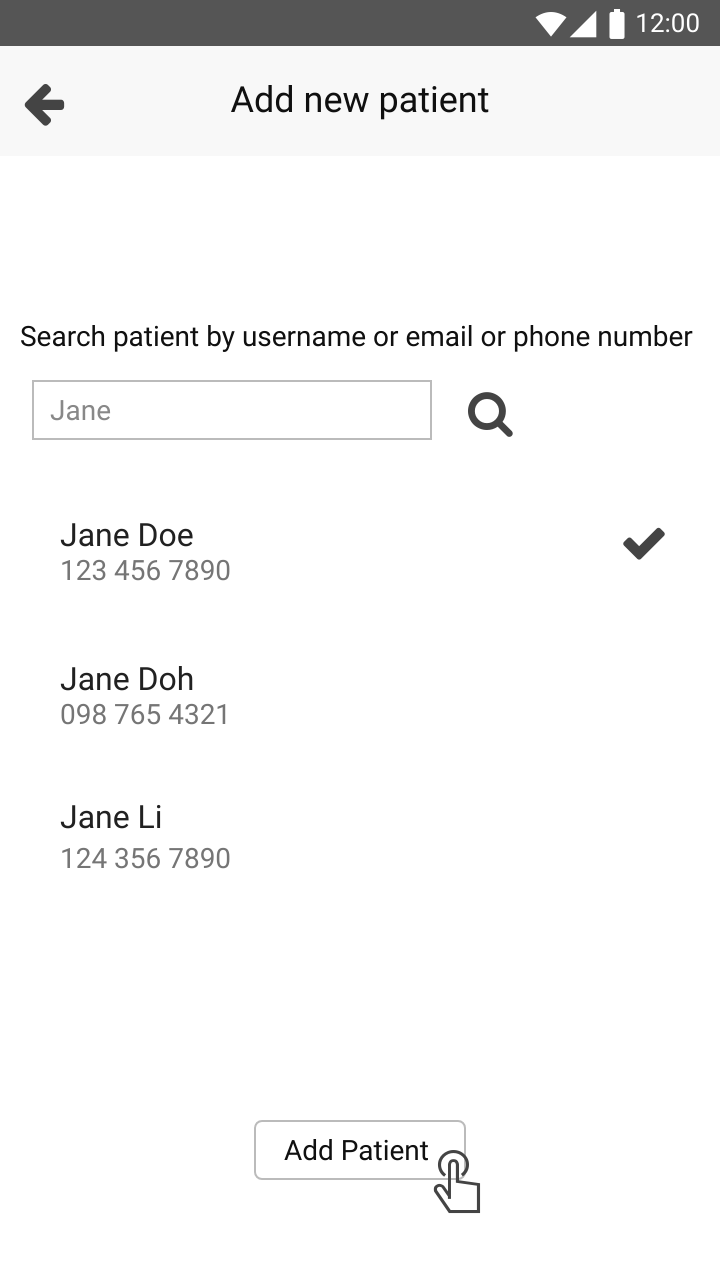 12:00
Add new patient
Search patient by username or email or phone number
Jane
Jane Doe
123 456 7890
Jane Doh
098 765 4321
Jane Li
124 356 7890
Add Patient